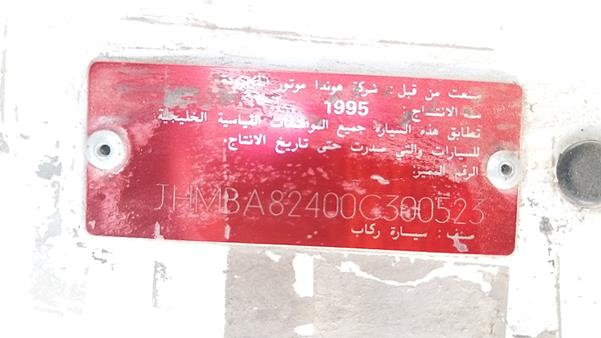 صنعت من قبل : شركة هوندا موتور
سنة الانتاج : 1995
تطابق هذه السيارة جميع المواصفات القياسية الخليجية
للسيارات والتي صدرت حتى تاريخ الانتاج.
الرقم المميز:
JHMBA82400C300523
صنف : سيارة ركاب